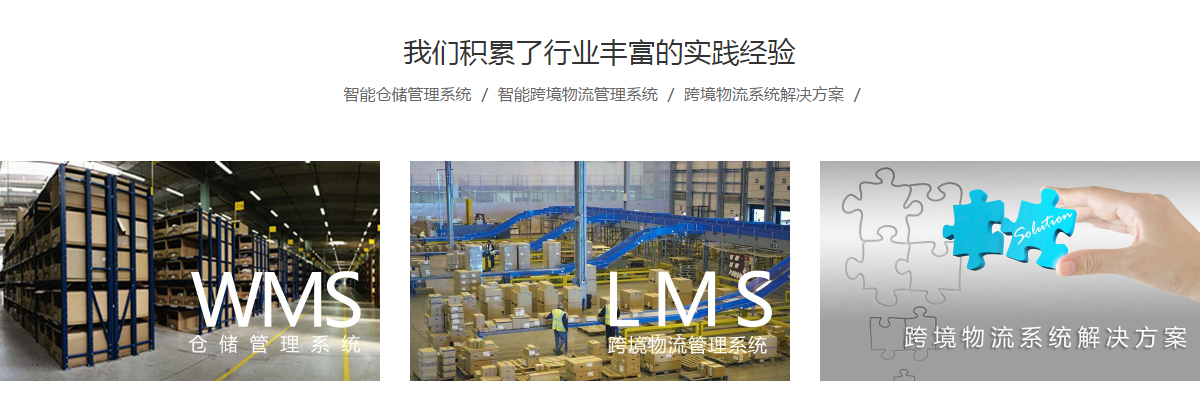 我们积累了行业丰富的实践经验
智能仓储管理系统 / 智能跨境物流管理系统 / 跨境物流系统解决方案 /
WMS
仓储管理系统
LMS
跨境物流管理系统
Solution
跨境物流系统解决方案